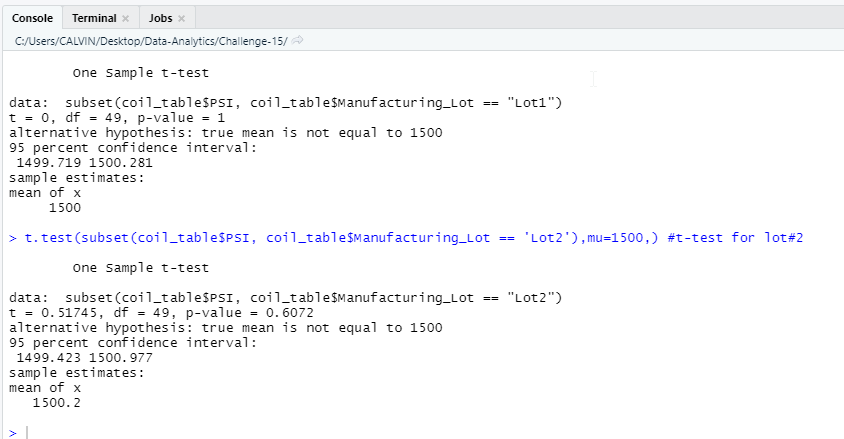 Console Terminal × Jobs ×
C:/Users/CALVIN/Desktop/Data-Analytics/Challenge-15/
One Sample t-test
data:  subset(coil_table$PSI, coil_table$Manufacturing_Lot == "Lot1")
t = 0, df = 49, p-value = 1
alternative hypothesis: true mean is not equal to 1500
95 percent confidence interval:
 1499.719 1500.281
sample estimates:
mean of x
     1500
> t.test(subset(coil_table$PSI, coil_table$Manufacturing_Lot == 'Lot2'),mu=1500,) #t-test for lot#2
One Sample t-test
data:  subset(coil_table$PSI, coil_table$Manufacturing_Lot == "Lot2")
t = 0.51745, df = 49, p-value = 0.6072
alternative hypothesis: true mean is not equal to 1500
95 percent confidence interval:
 1499.423 1500.977
sample estimates:
mean of x
   1500.2
>